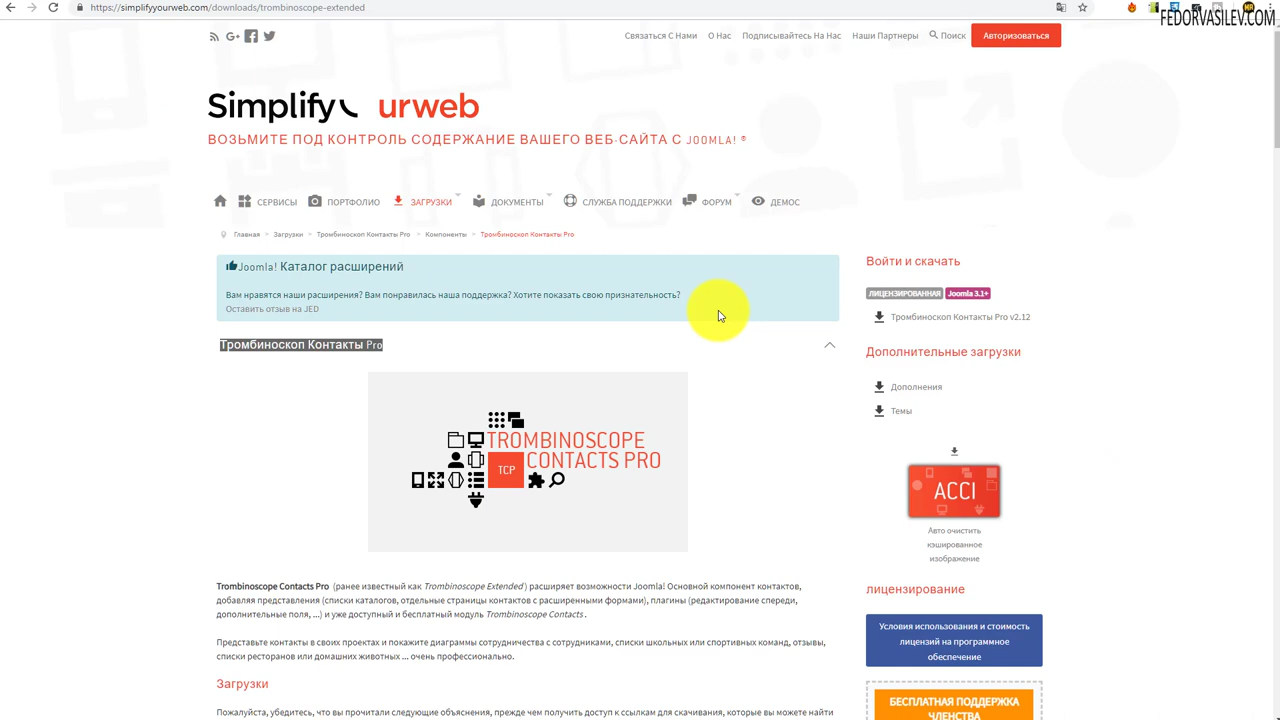 https://simplifyyourweb.com/downloads/trombinoscope-extended
FEDORVASILEV.COM
Связаться С Нами О Нас Подписывайтесь На Нас Наши Партнеры Поиск Авторизоваться
Simplify urweb
ВОЗЬМИТЕ ПОД КОНТРОЛЬ СОДЕРЖАНИЕ ВАШЕГО ВЕБ-САЙТА С JOOMLA! ®
СЕРВИСЫ ПОРТФОЛИО ЗАГРУЗКИ ДОКУМЕНТЫ СЛУЖБА ПОДДЕРЖКИ ФОРУМ ДЕМОС
Главная > Загрузки > Тромбиноскоп Контакты Pro > Компоненты > Тромбиноскоп Контакты Pro
Joomla! Каталог расширений
Вам нравятся наши расширения? Вам понравилась наша поддержка? Хотите показать свою признательность?
Оставить отзыв на JED
Тромбиноскоп Контакты Pro
TROMBINOSCOPE
TCP CONTACTS PRO
Trombinoscope Contacts Pro (ранее известный как Trombinoscope Extended ) расширяет возможности Joomla! Основной компонент контактов,
добавляя представления (списки каталогов, отдельные страницы контактов с расширенными формами), плагины (редактирование спереди,
дополнительные поля, ...) и уже доступный и бесплатный модуль Trombinoscope Contacts .
Представьте контакты в своих проектах и покажите диаграммы сотрудничества с сотрудниками, списки школьных или спортивных команд, отзывы,
списки ресторанов или домашних животных ... очень профессионально.
Загрузки
Пожалуйста, убедитесь, что вы прочитали следующие объяснения, прежде чем получить доступ к ссылкам для скачивания, которые вы можете найти
Войти и скачать
ЛИЦЕНЗИРОВАННАЯ Joomla 3.1+
Тромбиноскоп Контакты Pro v2.12
Дополнительные загрузки
Дополнения
Темы
ACCI
Авто очистить
кэшированное
изображение
лицензирование
Условия использования и стоимость
лицензий на программное
обеспечение
БЕСПЛАТНАЯ ПОДДЕРЖКА
ЧЛЕНСТВА